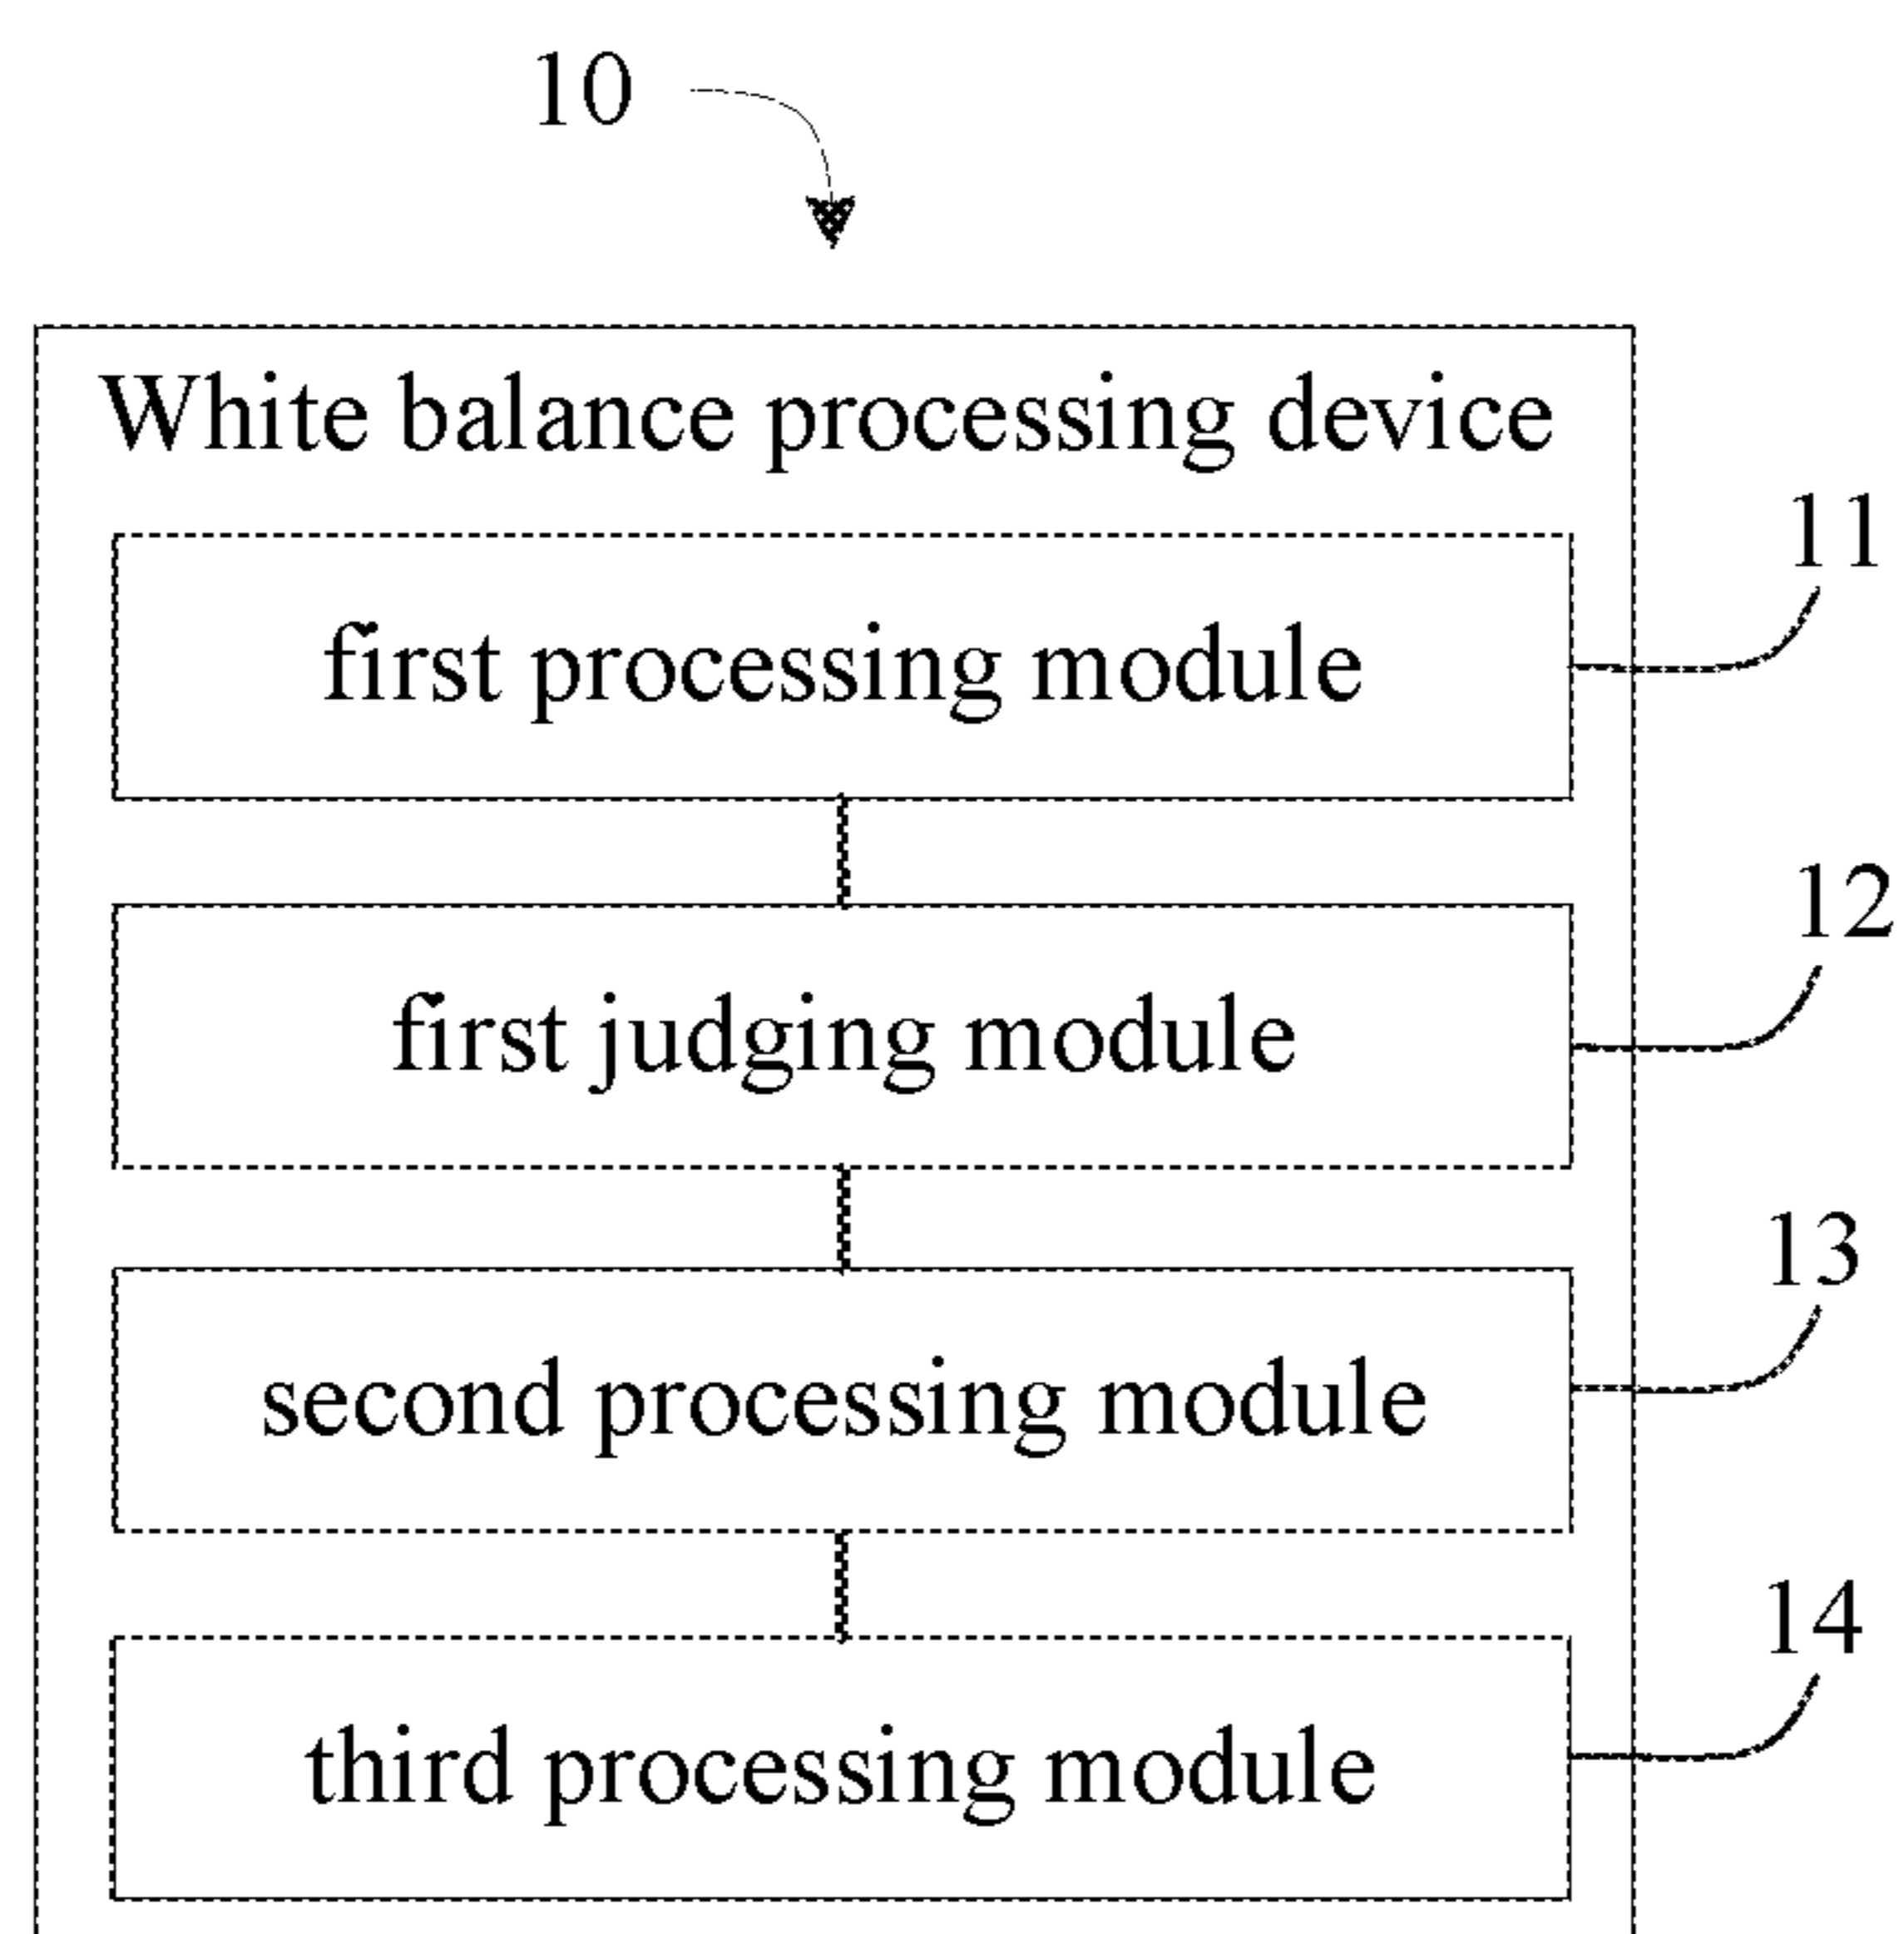 10
White balance processing device
11
first processing module
12
first judging module
13
second processing module
14
third processing module